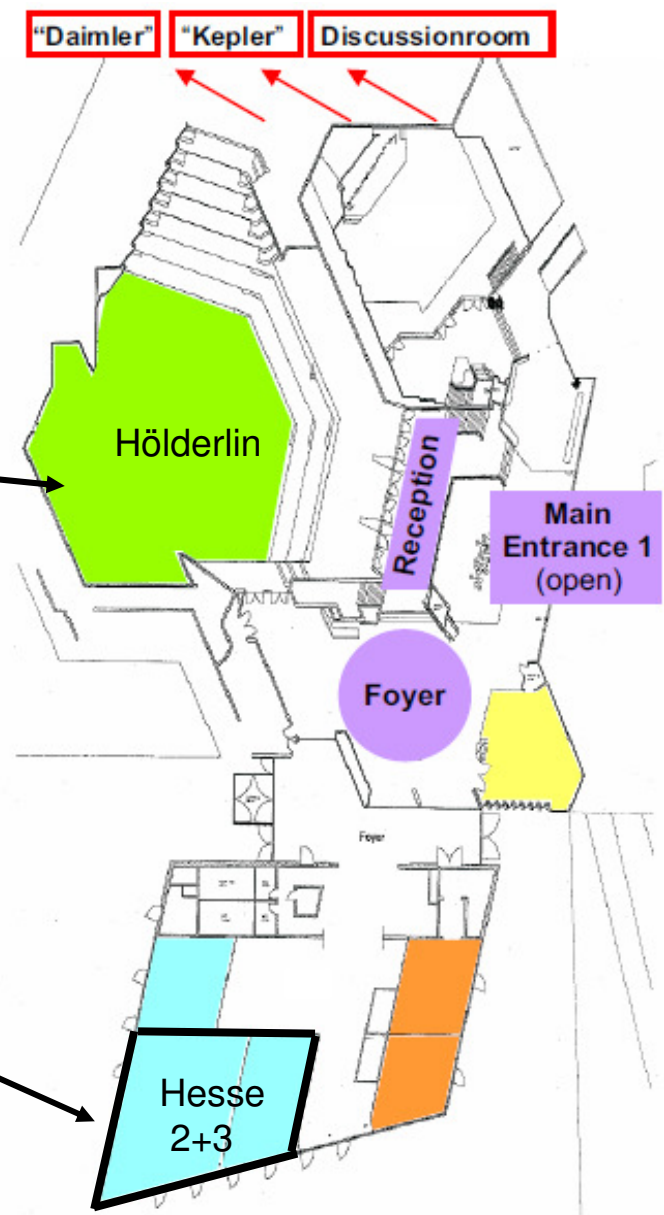 “Daimler” “Kepler” Discussionroom
Hölderlin
Reception
Main
Entrance 1
(open)
Foyer
Foyer
Hesse
2+3